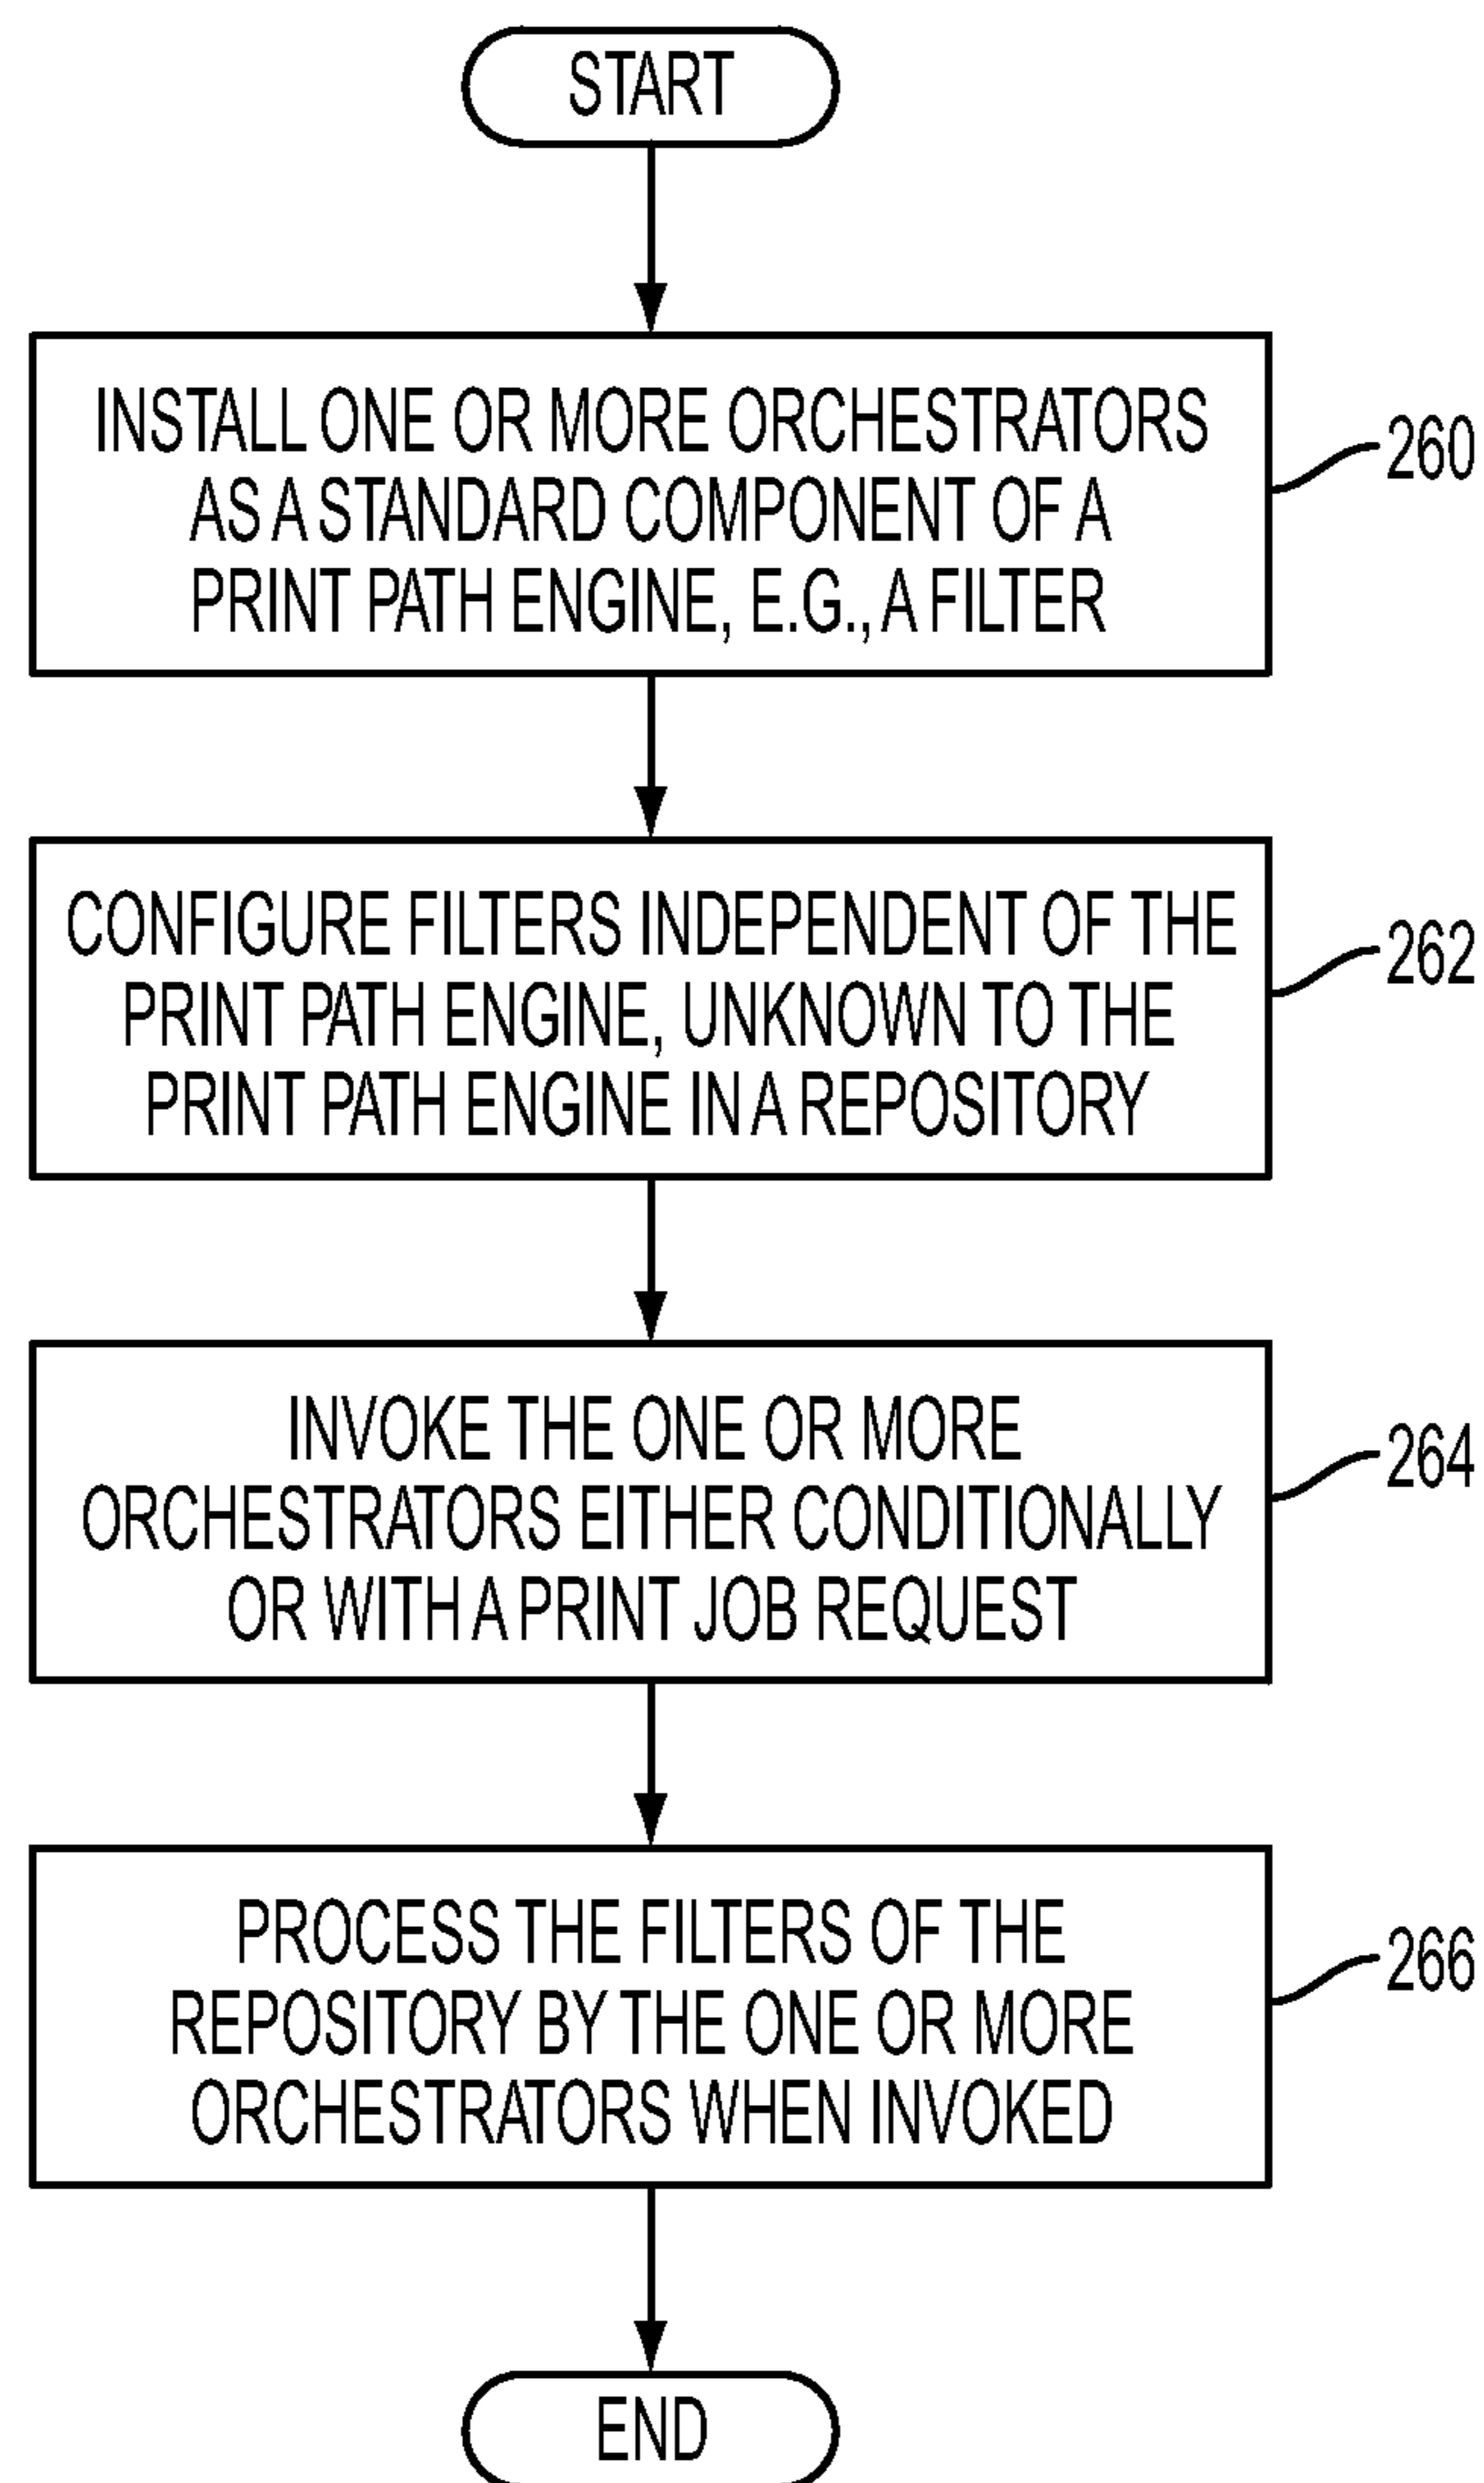 START
INSTALL ONE OR MORE ORCHESTRATORS
AS A STANDARD COMPONENT OF A
PRINT PATH ENGINE, E.G., A FILTER
260
CONFIGURE FILTERS INDEPENDENT OF THE
PRINT PATH ENGINE, UNKNOWN TO THE
PRINT PATH ENGINE IN A REPOSITORY
262
INVOKE THE ONE OR MORE
ORCHESTRATORS EITHER CONDITIONALLY
OR WITH A PRINT JOB REQUEST
264
PROCESS THE FILTERS OF THE
REPOSITORY BY THE ONE OR MORE
ORCHESTRATORS WHEN INVOKED
266
END